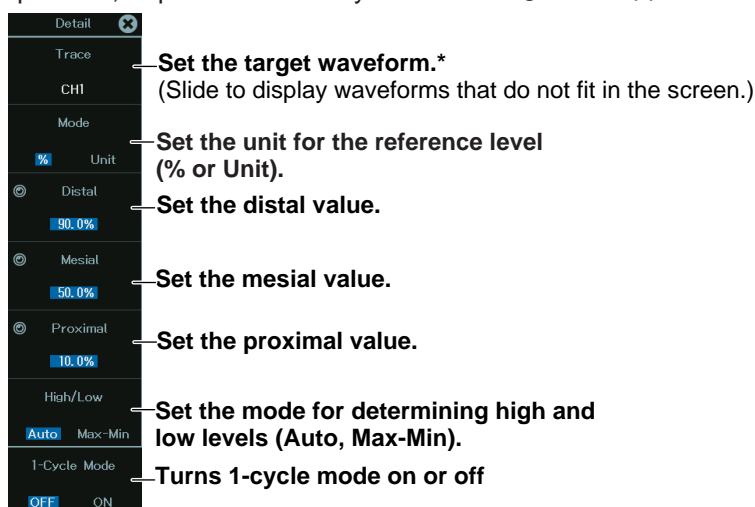 Detail
Trace
Set the target waveform.*
CH1
(Slide to display waveforms that do not fit in the screen.)
Mode
Set the unit for the reference level
% Unit
(% or Unit).
Distal
Set the distal value.
90.0%
Mesial
Set the mesial value.
50.0%
Proximal
Set the proximal value.
10.0%
High/Low
Set the mode for determining high and
Auto Max-Min
low levels (Auto, Max-Min).
1-Cycle Mode
Turns 1-cycle mode on or off
OFF ON